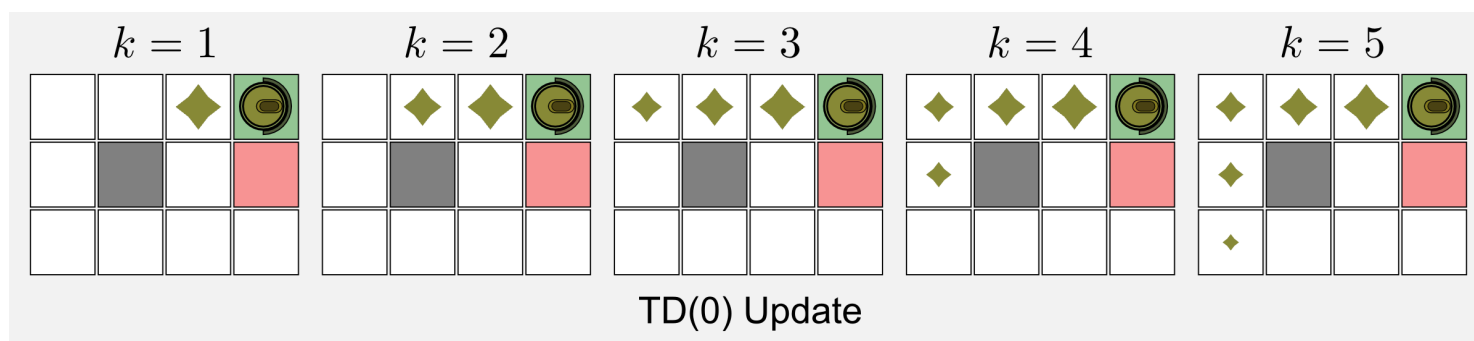 k = 1 k = 2 k = 3 k = 4 k = 5
TD(0) Update